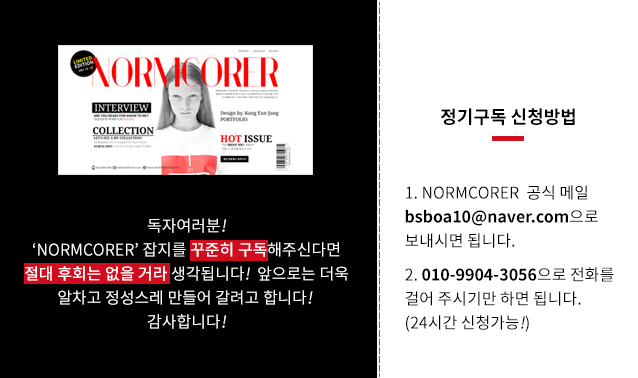 LIMITED
EDITION
NORMCORER
INTERVIEW
ARE YOU READY FOR KNOW TO ME?
COLLECTION
LET'S SEE A MY COLLECTION!
Design by. Kang Eun Jung
PORTFOLIO
HOT ISSUE
독자여러분!
‘NORMCORER’ 잡지를 꾸준히 구독해주신다면
절대 후회는 없을 거라 생각됩니다! 앞으로는 더욱
알차고 정성스레 만들어 갈려고 합니다!
감사합니다!
정기구독 신청방법
1. NORMCORER 공식 메일
bsboa10@naver.com으로
보내시면 됩니다.
2. 010-9904-3056으로 전화를
걸어 주시기만 하면 됩니다.
(24시간 신청가능!)